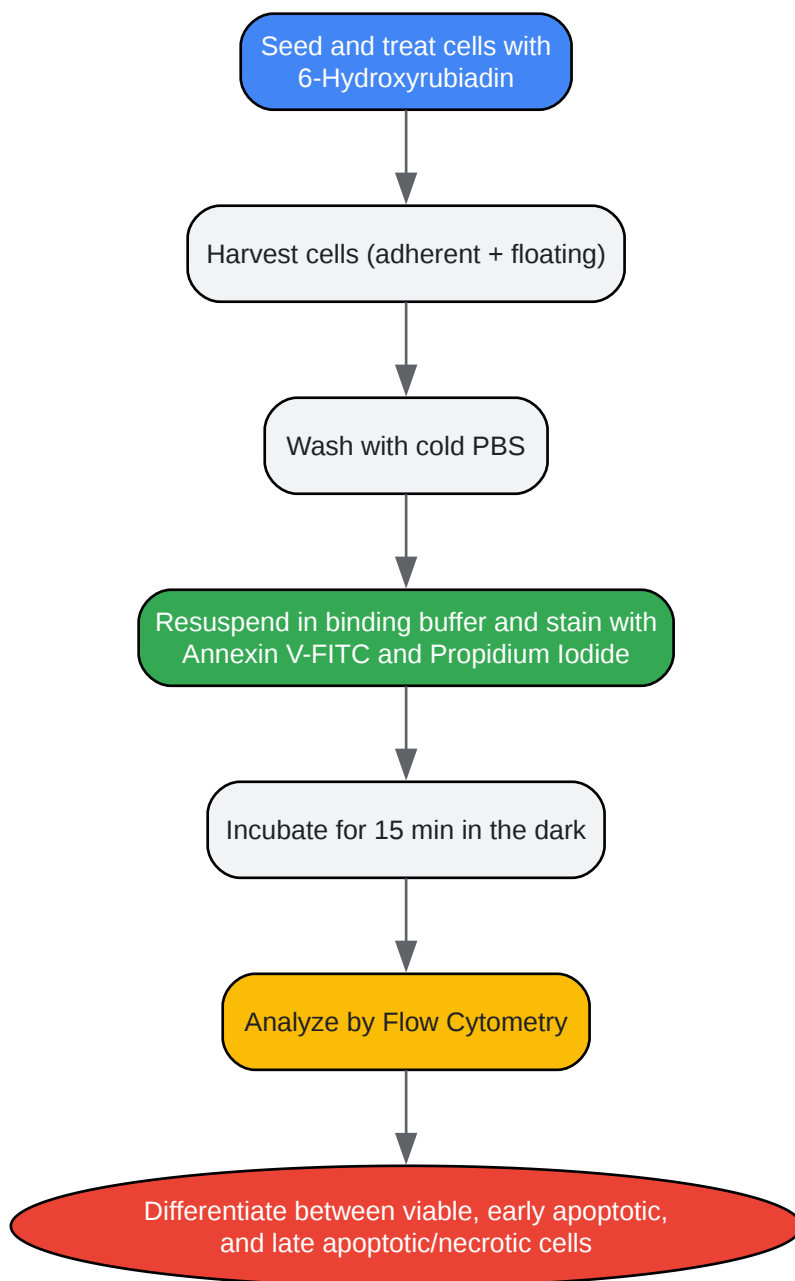 Seed and treat cells with
6-Hydroxyrubiadin
Harvest cells (adherent + floating)
Wash with cold PBS
Resuspend in binding buffer and stain with
Annexin V-FITC and Propidium Iodide
Incubate for 15 min in the dark
Analyze by Flow Cytometry
Differentiate between viable, early apoptotic,
and late apoptotic/necrotic cells